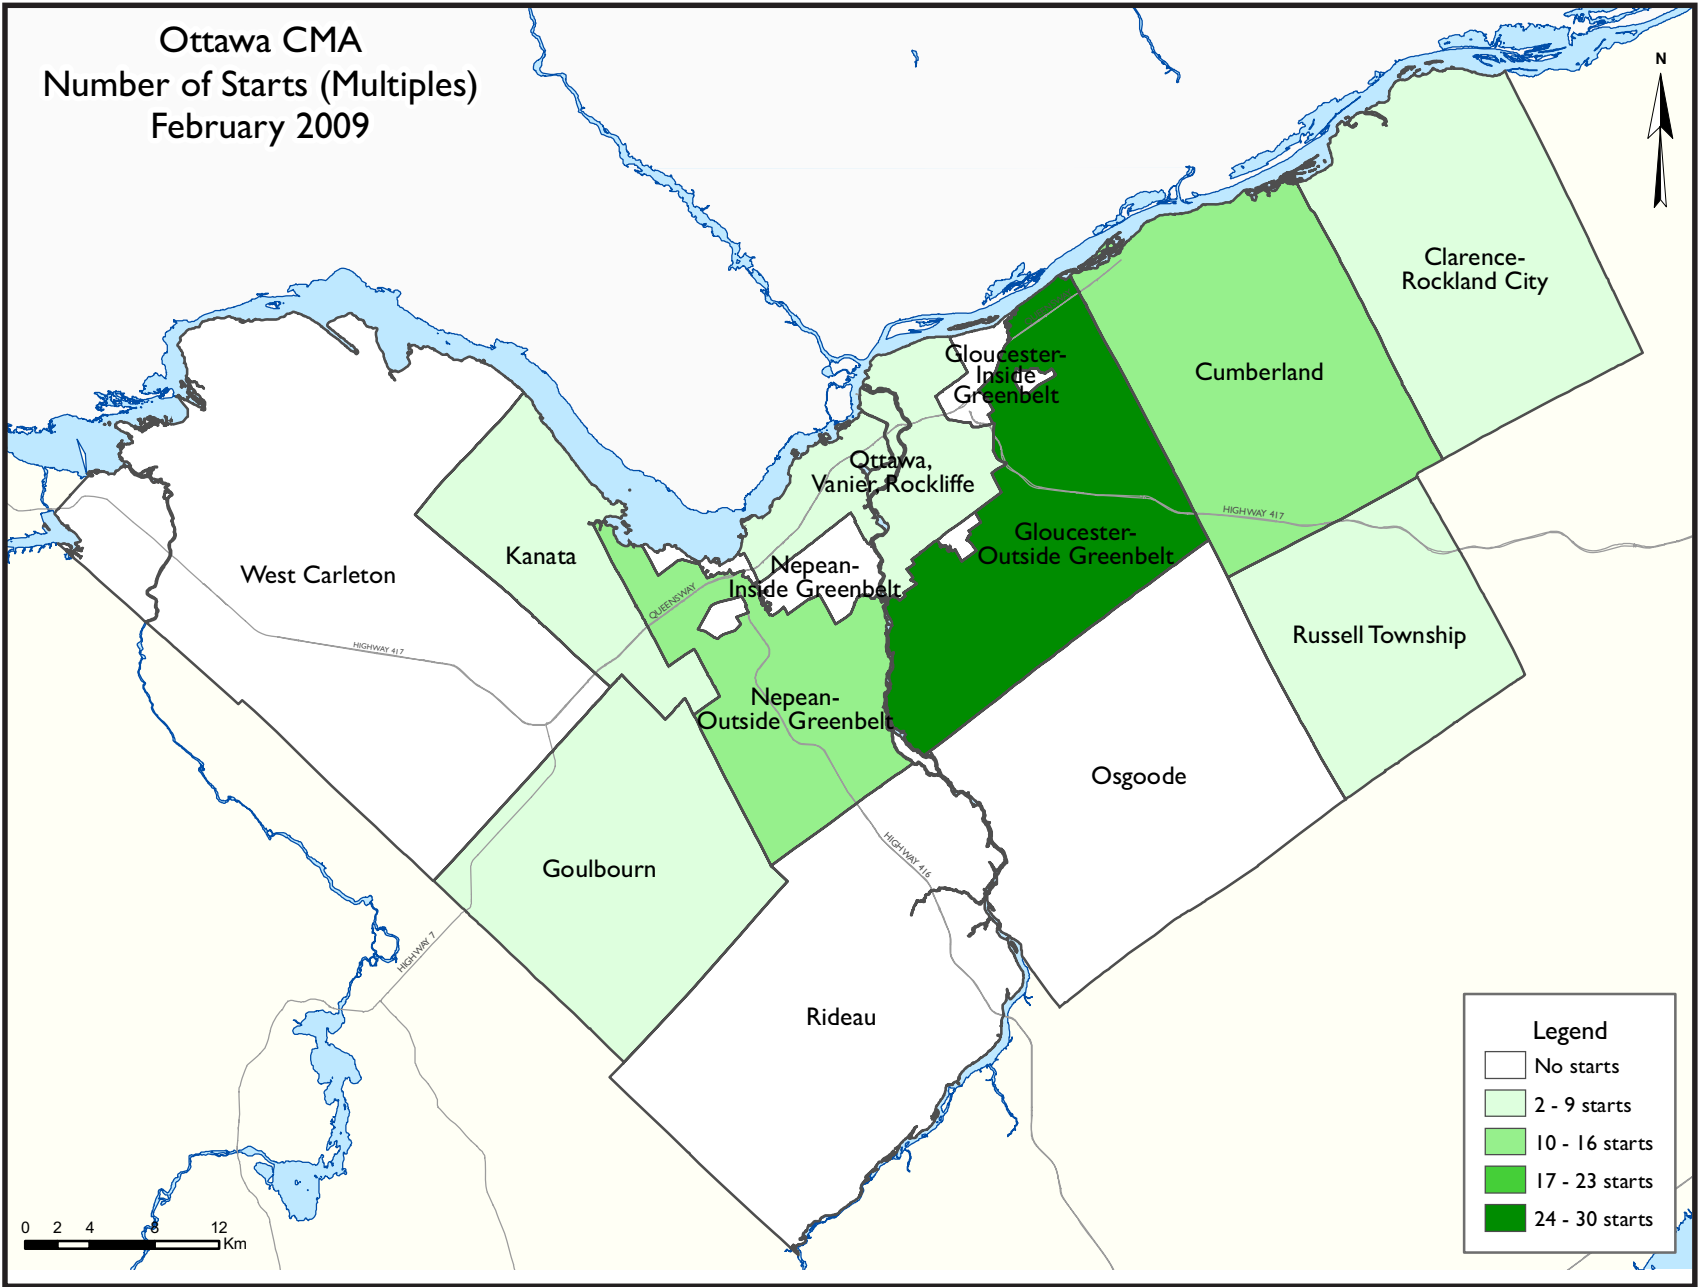 Ottawa CMA
Number of Starts (Multiples)
February 2009
N
Clarence-
Rockland City
Cumberland
Gloucester-
Inside
Greenbelt
Ottawa,
Vanier, Rockliffe
HIGHWAY 417
Gloucester-
Outside Greenbelt
Kanata
Nepean-
Inside Greenbelt
West Carleton
QUEENSWAY
HIGHWAY 417
Russell Township
Nepean-
Outside Greenbelt
Osgoode
Goulbourn
HIGHWAY 416
HIGHWAY 7
Rideau
Legend
No starts
2 - 9 starts
10 - 16 starts
17 - 23 starts
24 - 30 starts
0 2 4 8 12
Km